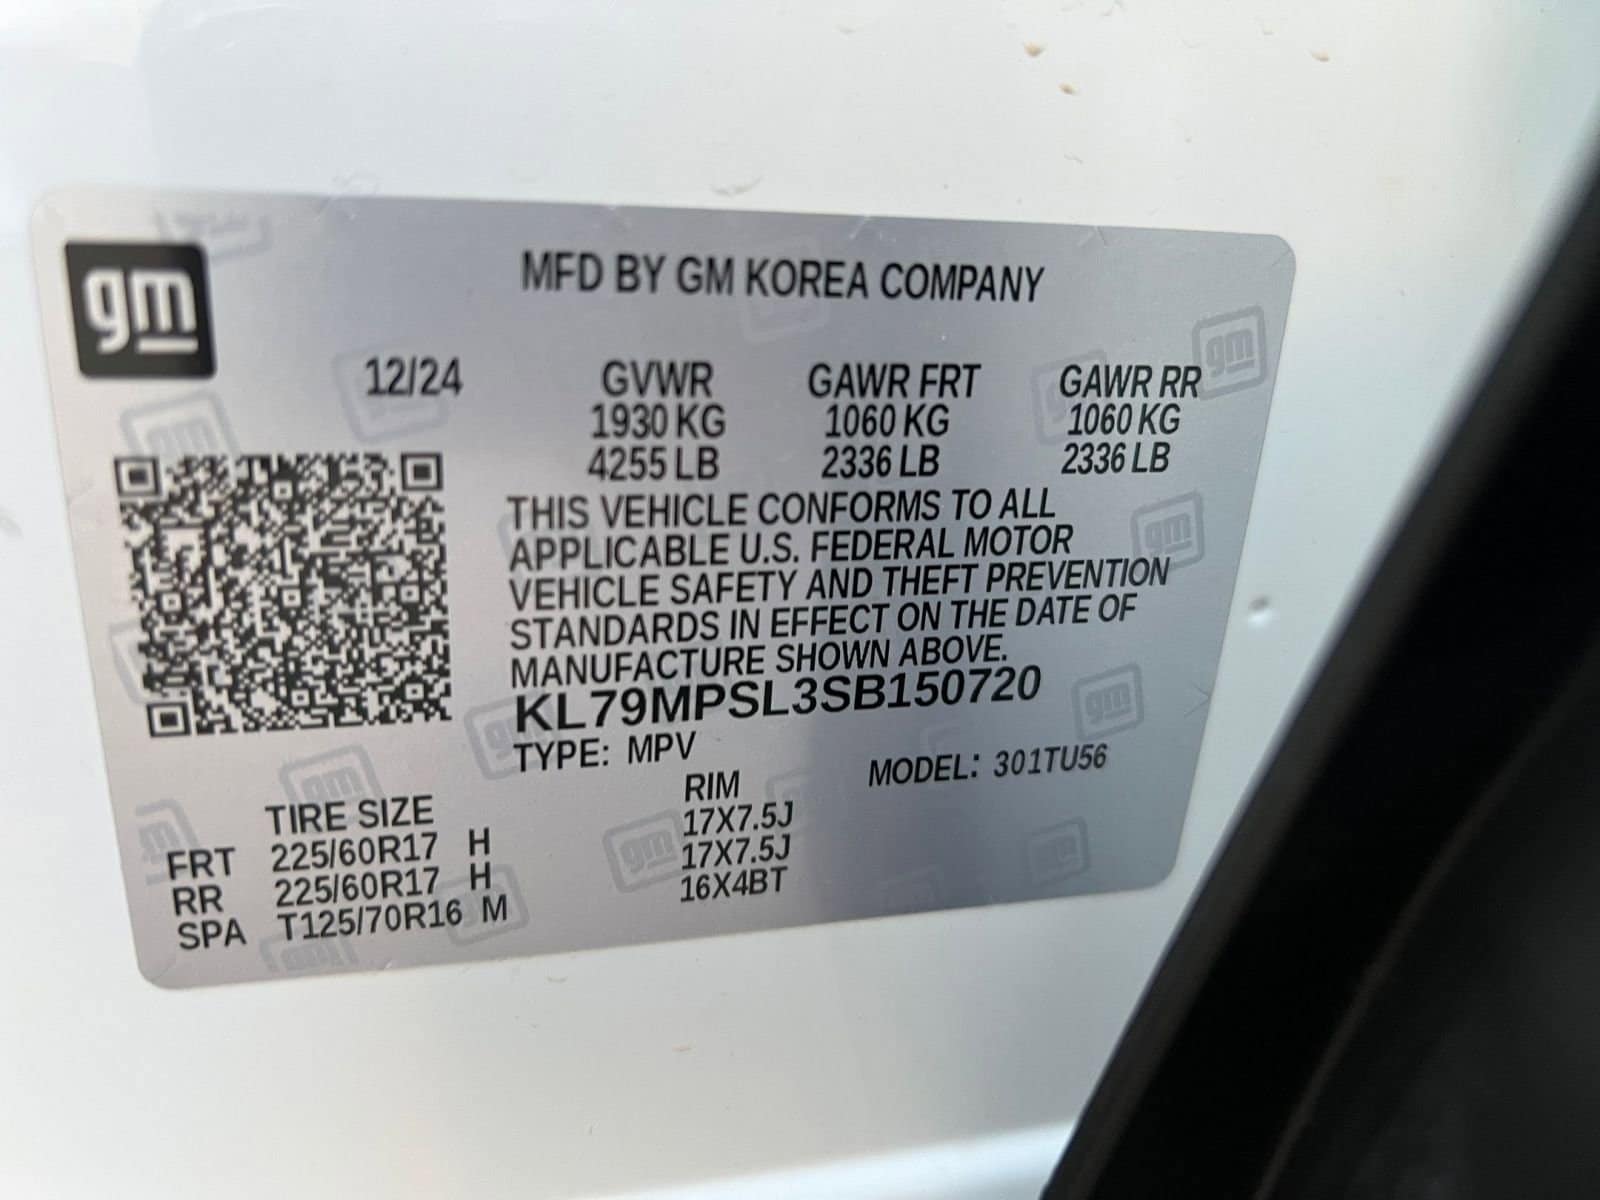 gm
MFD BY GM KOREA COMPANY
12/24 GVWR GAWR FRT GAWR RR
1930 KG 1060 KG 1060 KG
4255 LB 2336 LB 2336 LB
THIS VEHICLE CONFORMS TO ALL
APPLICABLE U.S. FEDERAL MOTOR
VEHICLE SAFETY AND THEFT PREVENTION
STANDARDS IN EFFECT ON THE DATE OF
MANUFACTURE SHOWN ABOVE.
KL79MPSL3SB150720
TYPE: MPV MODEL: 301TU56
TIRE SIZE RIM
FRT 225/60R17 H 17X7.5J
RR 225/60R17 H 17X7.5J
SPA T125/70R16 M 16X4BT